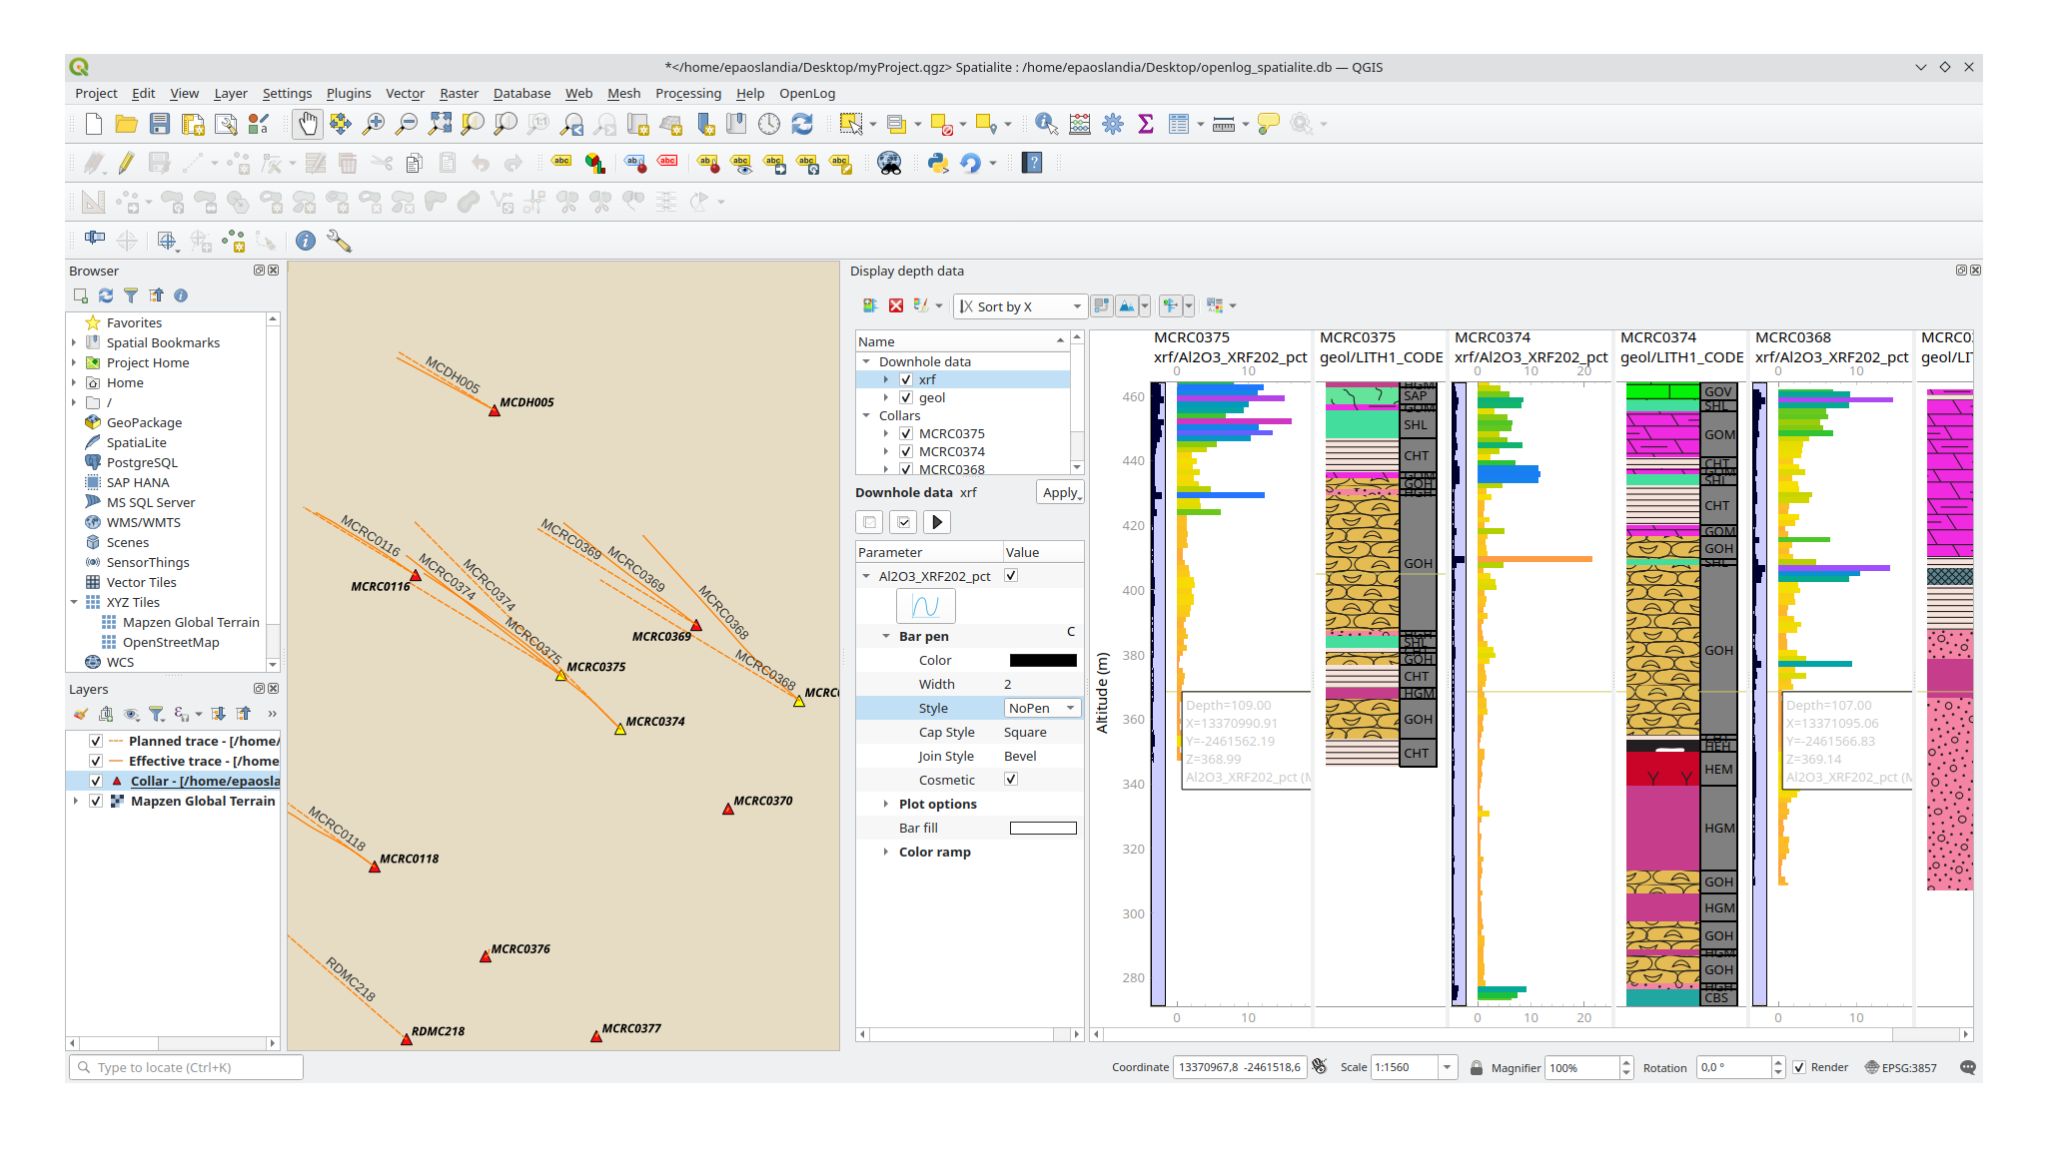 *</home/epaoslandia/Desktop/myProject.qgz> Spatialite : /home/epaoslandia/Desktop/openlog_spatialite.db — QGIS
Project Edit View Layer Settings Plugins Vector Raster Database Web Mesh Processing Help OpenLog
Browser
Favorites
Spatial Bookmarks
Project Home
Home
/
GeoPackage
SpatiaLite
PostgreSQL
SAP HANA
MS SQL Server
WMS/WMTS
Scenes
SensorThings
Vector Tiles
XYZ Tiles
Mapzen Global Terrain
OpenStreetMap
WCS
Layers
Planned trace - [/home/
Effective trace - [/home
Collar - [/home/epaosla
Mapzen Global Terrain
MCDH005
MCDH005
MCRC0116
MCRC0116
MCRC0374
MCRC0374
MCRC0375
MCRC0375
MCRC0374
MCRC0369
MCRC0369
MCRC0369
MCRC0368
MCRC0368
MCRC
MCRC0370
MCRC0118
MCRC0118
MCRC0376
RDMC218
RDMC218
MCRC0377
Display depth data
Sort by X
Name
Downhole data
xrf
geol
Collars
MCRC0375
MCRC0374
MCRC0368
Downhole data xrf Apply
Parameter Value
Al2O3_XRF202_pct
Bar pen C
Color
Width 2
Style NoPen
Cap Style Square
Join Style Bevel
Cosmetic
Plot options
Bar fill
Color ramp
MCRC0375 MCRC0375 MCRC0374 MCRC0374 MCRC0368 MCRC0
xrf/Al2O3_XRF202_pct geol/LITH1_CODE xrf/Al2O3_XRF202_pct geol/LITH1_CODE xrf/Al2O3_XRF202_pct geol/LIT
0 10 0 10 20 0 10
Altitude (m)
460
440
420
400
380
360
340
320
300
280
SAP
SHL
CHT
GOH
GOH
GOH
CHT
HGM
GOH
CHT
GOV
SHL
GOM
CHT
SHL
CHT
GOM
GOH
SHL
GOH
HEH
HEM
HGM
GOH
HGM
GOH
GOH
CBS
Depth=109.00
X=13370990.91
Y=-2461562.19
Z=368.99
Al2O3_XRF202_pct (M
Depth=107.00
X=13371095.06
Y=-2461566.83
Z=369.14
Al2O3_XRF202_pct (M
0 10 0 10 20 0 10
Type to locate (Ctrl+K)
Coordinate 13370967,8 -2461518,6 Scale 1:1560 Magnifier 100% Rotation 0,0 ° Render EPSG:3857